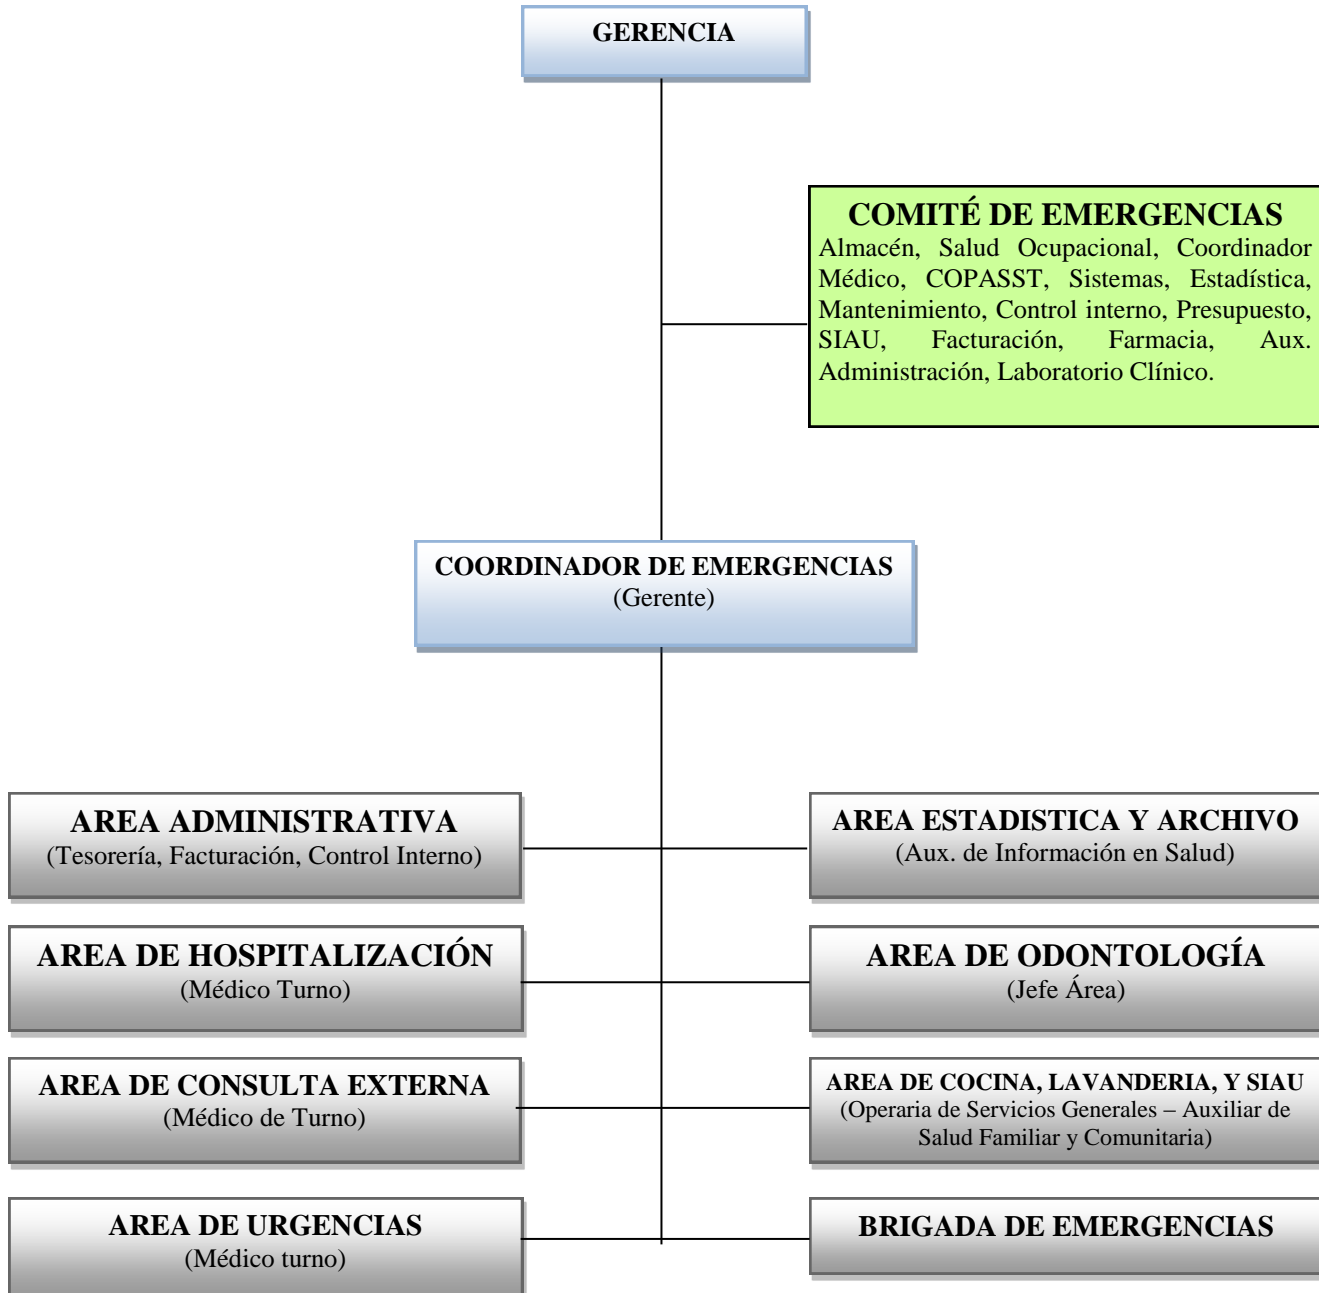 GERENCIA
COMITÉ DE EMERGENCIAS
Almacén, Salud Ocupacional, Coordinador
Médico, COPASST, Sistemas, Estadística,
Mantenimiento, Control interno, Presupuesto,
SIAU, Facturación, Farmacia, Aux.
Administración, Laboratorio Clínico.
COORDINADOR DE EMERGENCIAS
(Gerente)
AREA ADMINISTRATIVA
(Tesorería, Facturación, Control Interno)
AREA ESTADISTICA Y ARCHIVO
(Aux. de Información en Salud)
AREA DE HOSPITALIZACIÓN
(Médico Turno)
AREA DE ODONTOLOGÍA
(Jefe Área)
AREA DE CONSULTA EXTERNA
(Médico de Turno)
AREA DE COCINA, LAVANDERIA, Y SIAU
(Operaria de Servicios Generales – Auxiliar de
Salud Familiar y Comunitaria)
AREA DE URGENCIAS
(Médico turno)
BRIGADA DE EMERGENCIAS